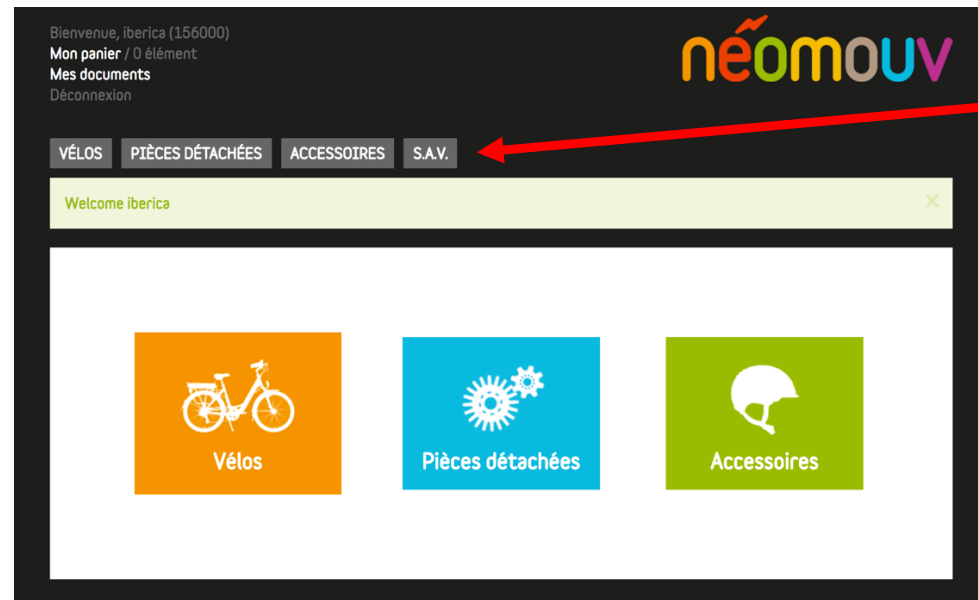 Bienvenue, iberica (156000)
Mon panier / 0 élément
Mes documents
Déconnexion
néomouv
VÉLOS PIÈCES DÉTACHÉES ACCESSOIRES S.A.V.
Welcome iberica ×
Vélos Pièces détachées Accessoires